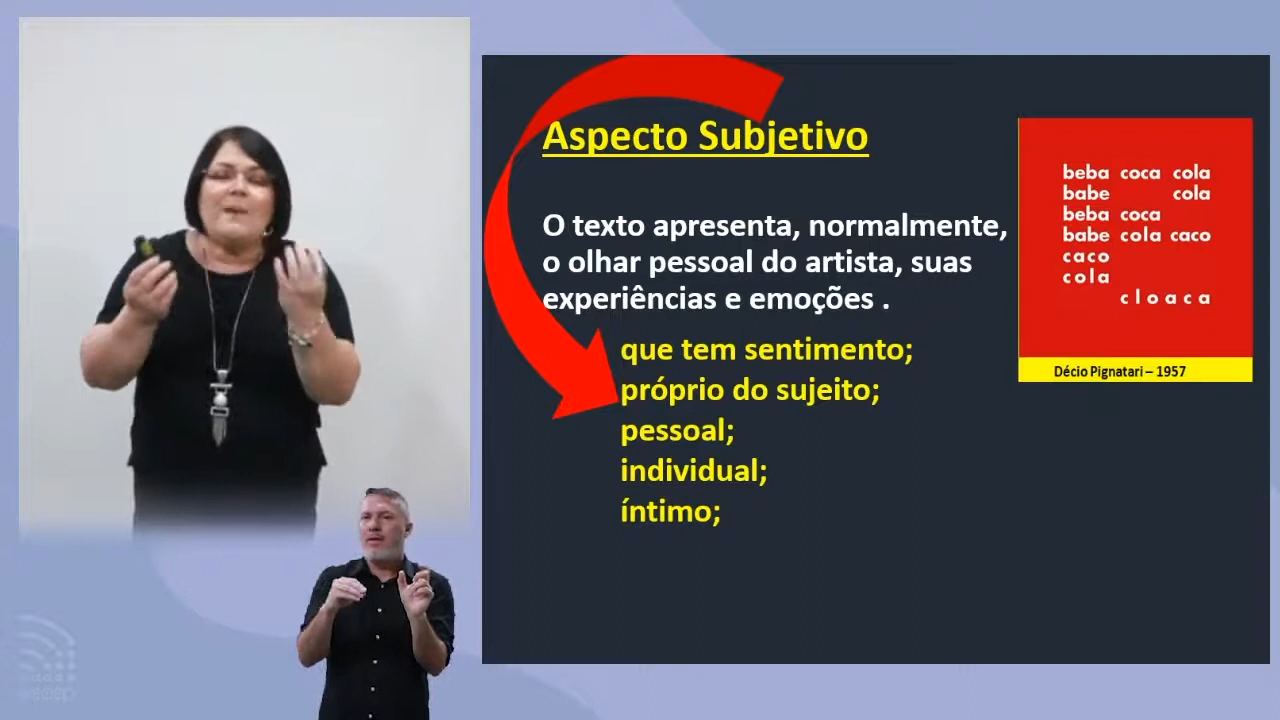 Aspecto Subjetivo
O texto apresenta, normalmente,
o olhar pessoal do artista, suas
experiências e emoções .
que tem sentimento;
próprio do sujeito;
pessoal;
individual;
íntimo;
beba coca cola
babe cola
beba coca
babe cola caco
caco
cola
cloaca
Décio Pignatari – 1957